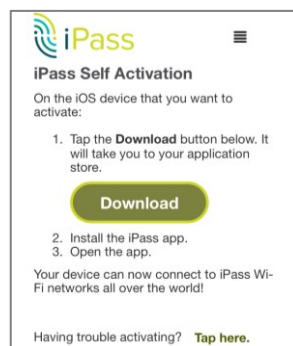 iPass
iPass Self Activation
On the iOS device that you want to
activate:
1. Tap the Download button below. It
will take you to your application
store.
Download
2. Install the iPass app.
3. Open the app.
Your device can now connect to iPass Wi-
Fi networks all over the world!
Having trouble activating? Tap here.